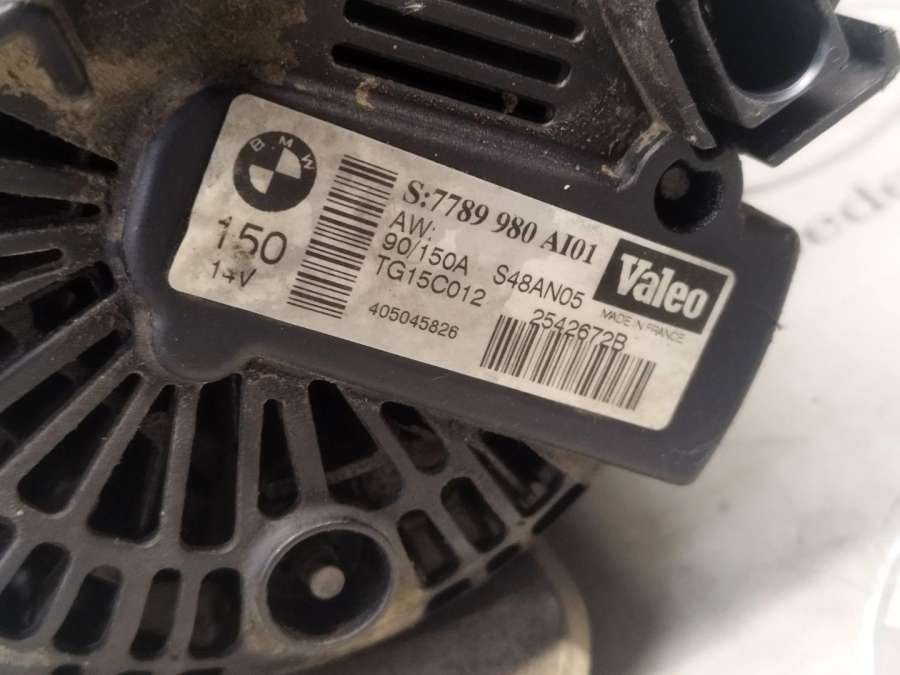 BMW
150
14V
S:7789 980 AI01
AW:
90/150A S48AN05
TG15C012
405045826
Valeo
MADE IN FRANCE
2542672B